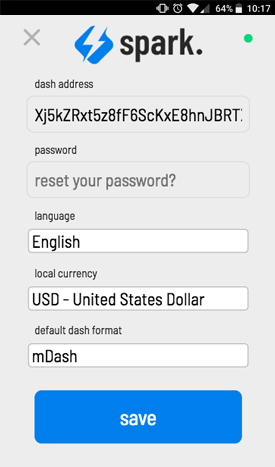 64% 10:17
spark.
dash address
Xj5kZRxt5z8fF6ScKxE8hnJBRT
password
reset your password?
language
English
local currency
USD - United States Dollar
default dash format
mDash
save